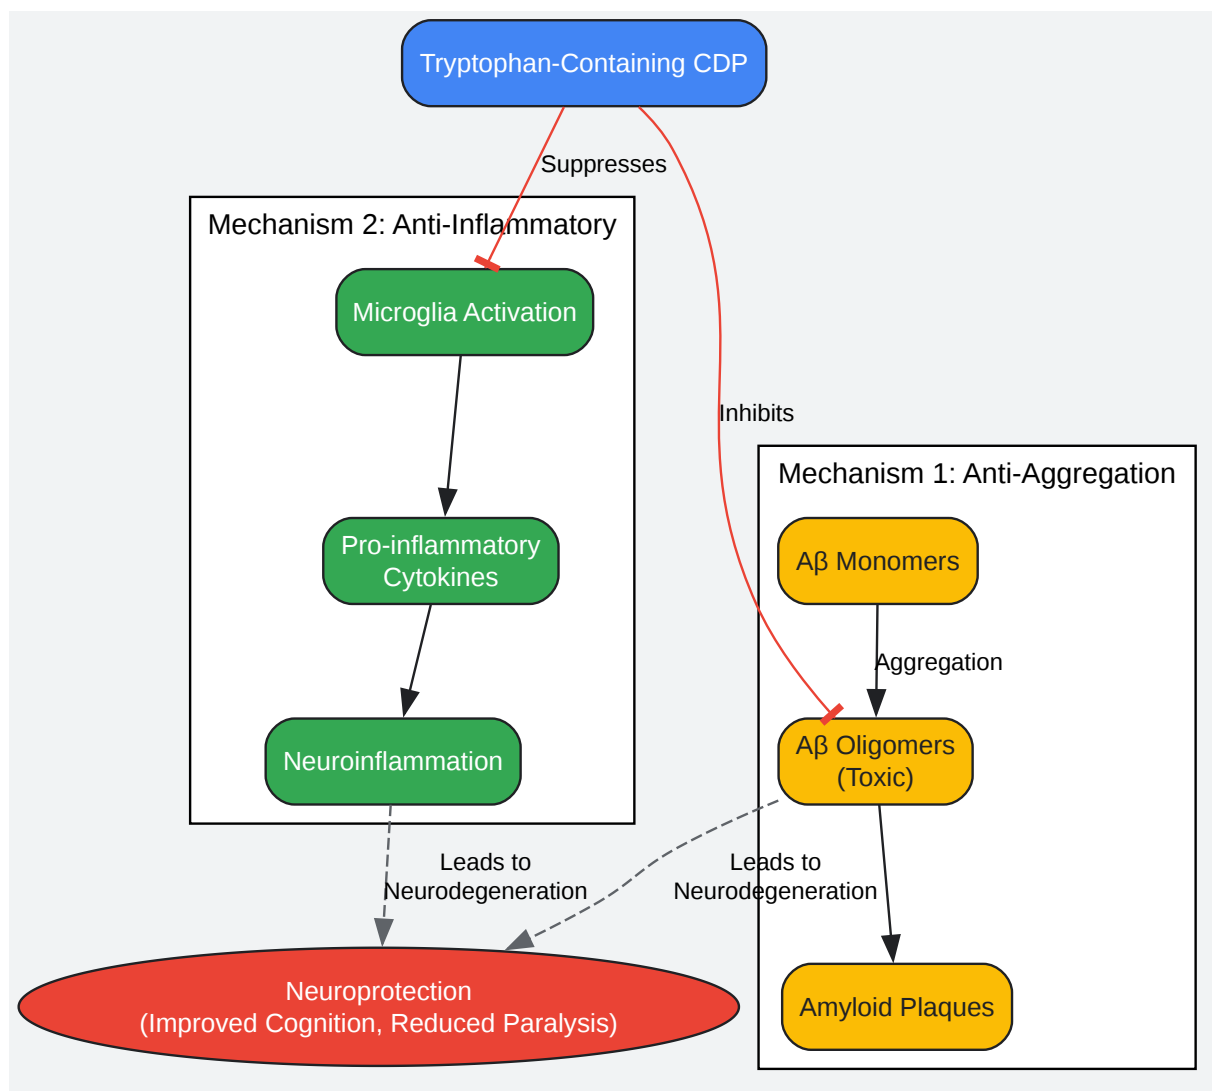 Tryptophan-Containing CDP
Suppresses
Mechanism 2: Anti-Inflammatory
Microglia Activation
Inhibits
Mechanism 1: Anti-Aggregation
Pro-inflammatory
Cytokines
Aβ Monomers
Aggregation
Neuroinflammation
Aβ Oligomers
(Toxic)
Leads to
Neurodegeneration
Leads to
Neurodegeneration
Neuroprotection
(Improved Cognition, Reduced Paralysis)
Amyloid Plaques